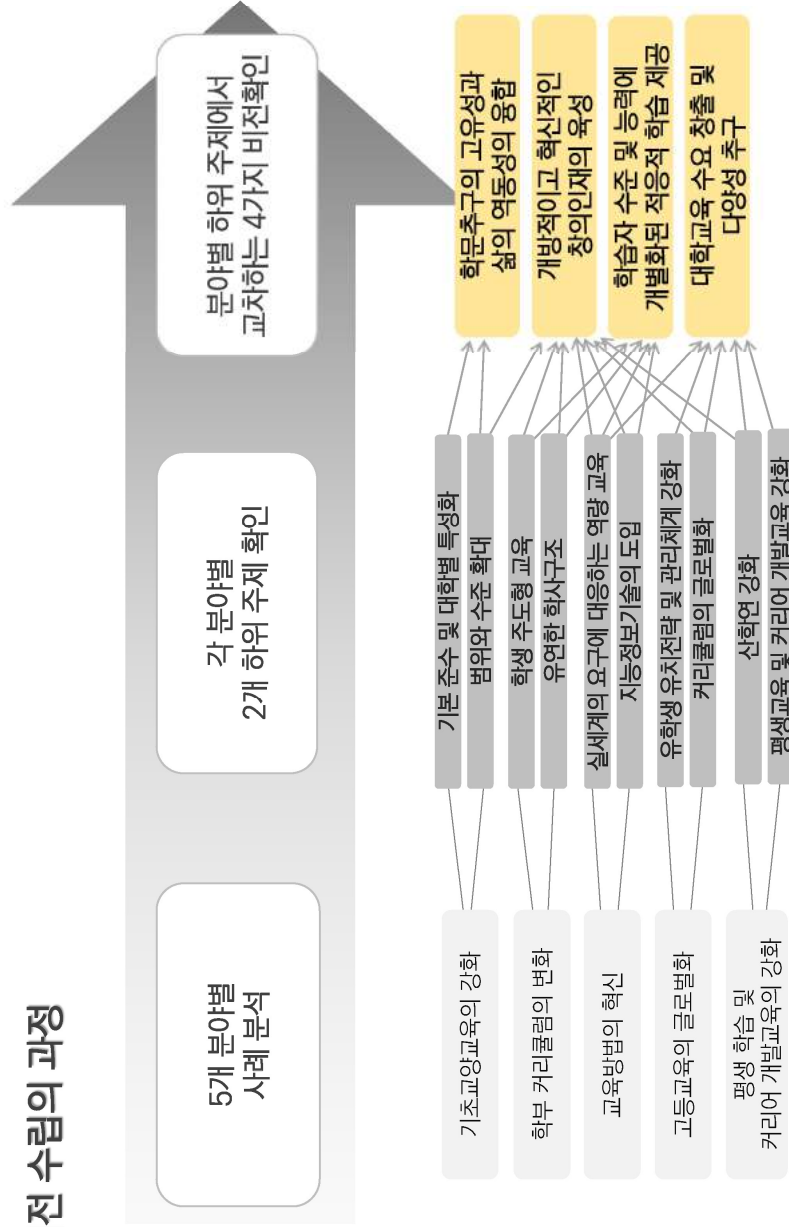 전 수립의 과정
5개 분야별
사례 분석
각 분야별
2개 하위 주제 확인
분야별 하위 주제에서
교차하는 4가지 비전확인
기초교양교육의 강화
학부 커리큘럼의 변화
교육방법의 혁신
고등교육의 글로벌화
평생 학습 및
커리어 개발교육의 강화
기본 준수 및 대학별 특성화
범위와 수준 확대
학생 주도형 교육
유연한 학사구조
실세계의 요구에 대응하는 역량 교육
지능정보기술의 도입
유학생 유치전략 및 관리체계 강화
커리큘럼의 글로벌화
산학연 강화
평생교육 및 커리어 개발교육 강화
학문추구의 고유성과
삶의 역동성의 융합
개방적이고 혁신적인
창의인재의 육성
학습자 수준 및 능력에
개별화된 적응적 학습 제공
대학교육 수요 창출 및
다양성 추구